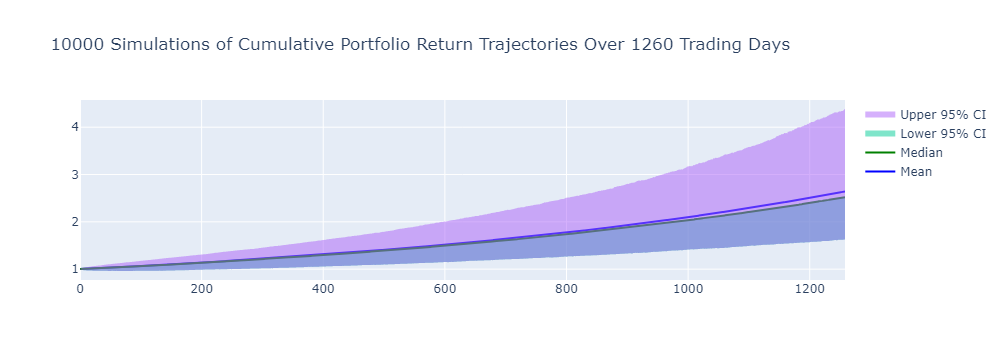 10000 Simulations of Cumulative Portfolio Return Trajectories Over 1260 Trading Days
Upper 95% CI
Lower 95% CI
Median
Mean
4
3
2
1
0 200 400 600 800 1000 1200